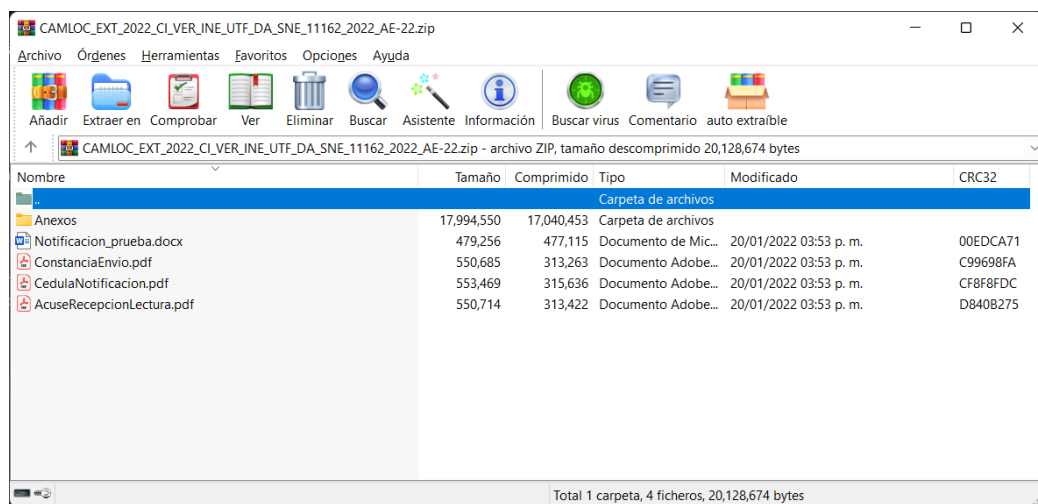 CAMLOC_EXT_2022_CI_VER_INE_UTF_DA_SNE_11162_2022_AE-22.zip
Archivo Órdenes Herramientas Favoritos Opciones Ayuda
Añadir Extraer en Comprobar Ver Eliminar Buscar Asistente Información Buscar virus Comentario auto extraíble
CAMLOC_EXT_2022_CI_VER_INE_UTF_DA_SNE_11162_2022_AE-22.zip - archivo ZIP, tamaño descomprimido 20,128,674 bytes
Nombre Tamaño Comprimido Tipo Modificado CRC32
.. Carpeta de archivos
Anexos 17,994,550 17,040,453 Carpeta de archivos
Notificacion_prueba.docx 479,256 477,115 Documento de Mic... 20/01/2022 03:53 p. m. 00EDCA71
ConstanciaEnvio.pdf 550,685 313,263 Documento Adobe... 20/01/2022 03:53 p. m. C99698FA
CedulaNotificacion.pdf 553,469 315,636 Documento Adobe... 20/01/2022 03:53 p. m. CF8F8FDC
AcuseRecepcionLectura.pdf 550,714 313,422 Documento Adobe... 20/01/2022 03:53 p. m. D840B275
Total 1 carpeta, 4 ficheros, 20,128,674 bytes